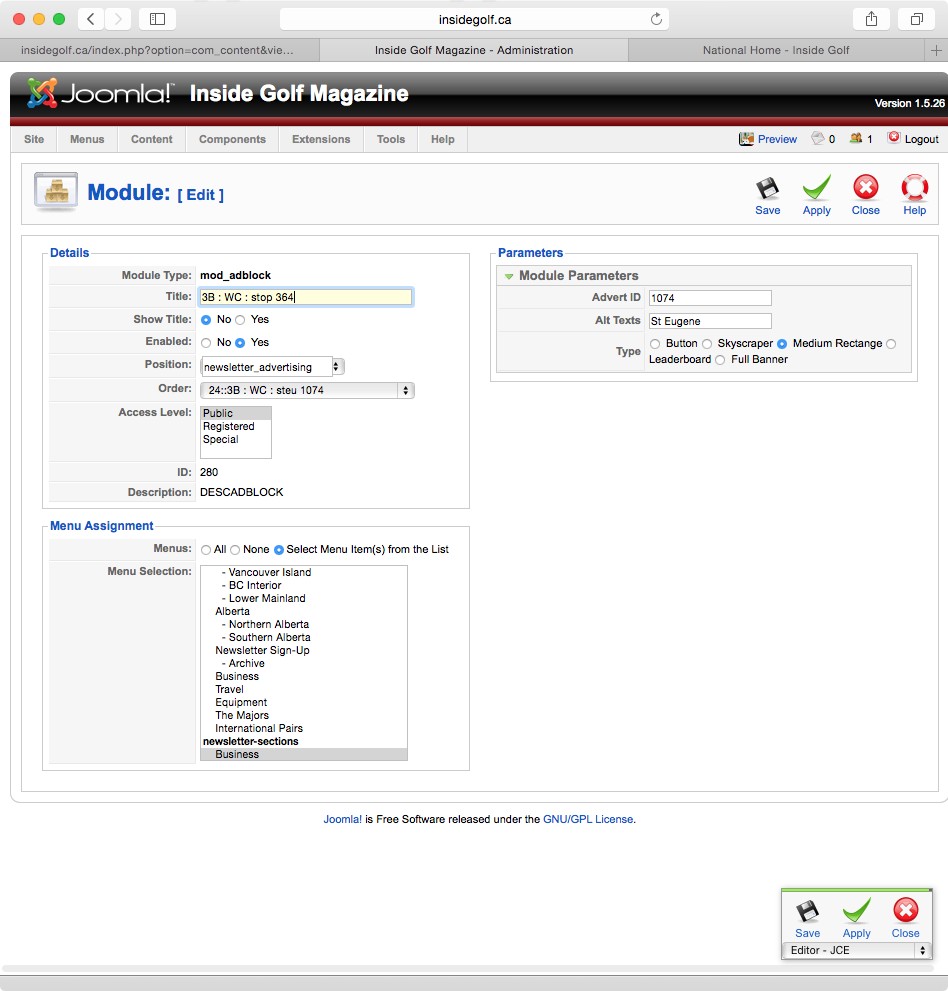 insidegolf.ca
insidegolf.ca/index.php?option=com_content&vie...
Inside Golf Magazine - Administration
National Home - Inside Golf
Joomla!™ Inside Golf Magazine
Version 1.5.26
Site Menus Content Components Extensions Tools Help
Preview 0 1 Logout
Module: [ Edit ]
Save Apply Close Help
Details
Module Type: mod_adblock
Title: 3B : WC : stop 364
Show Title: No Yes
Enabled: No Yes
Position: newsletter_advertising
Order: 24::3B : WC : steu 1074
Access Level: Public
Registered
Special
ID: 280
Description: DESCADBLOCK
Parameters
Module Parameters
Advert ID 1074
Alt Texts St Eugene
Type Button Skyscraper Medium Rectange
Leaderboard Full Banner
Menu Assignment
Menus: All None Select Menu Item(s) from the List
Menu Selection: - Vancouver Island
- BC Interior
- Lower Mainland
Alberta
- Northern Alberta
- Southern Alberta
Newsletter Sign-Up
- Archive
Business
Travel
Equipment
The Majors
International Pairs
newsletter-sections
Business
Joomla! is Free Software released under the GNU/GPL License.
Save Apply Close
Editor - JCE